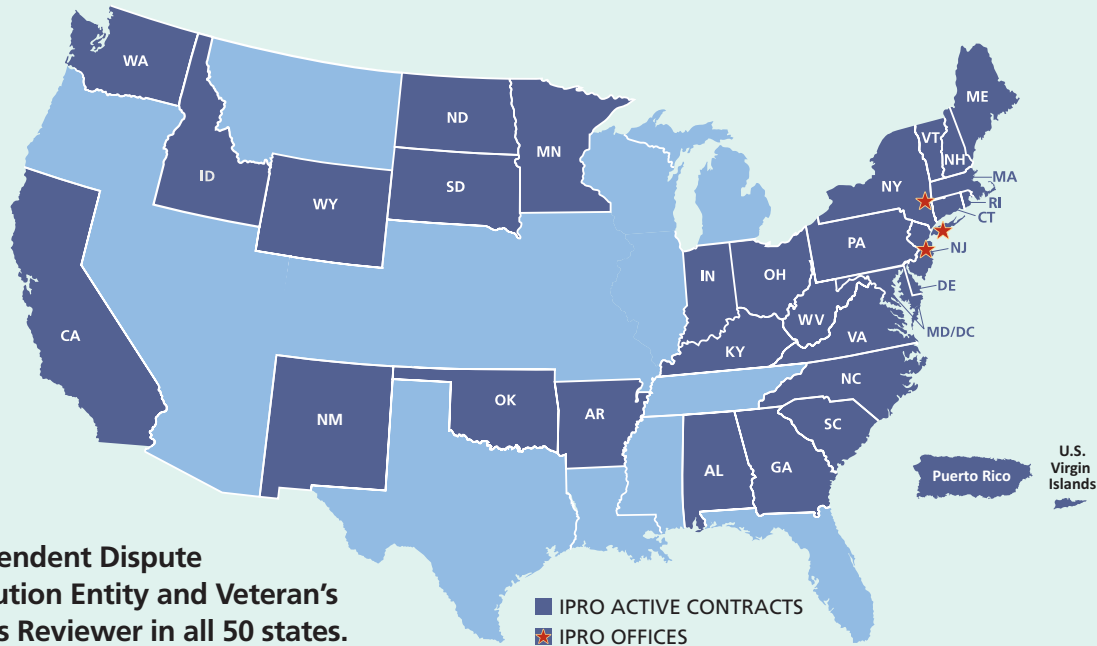 WA
ME
ND
MN
VT
NH
ID
SD
NY
MA
WY
RI
CT
PA
NJ
IN
OH
DE
WV
MD/DC
CA
VA
KY
NC
NM
OK
AR
SC
AL
GA
U.S.
Virgin
Islands
Puerto Rico
endent Dispute
ution Entity and Veteran's
s Reviewer in all 50 states.
IPRO ACTIVE CONTRACTS
IPRO OFFICES